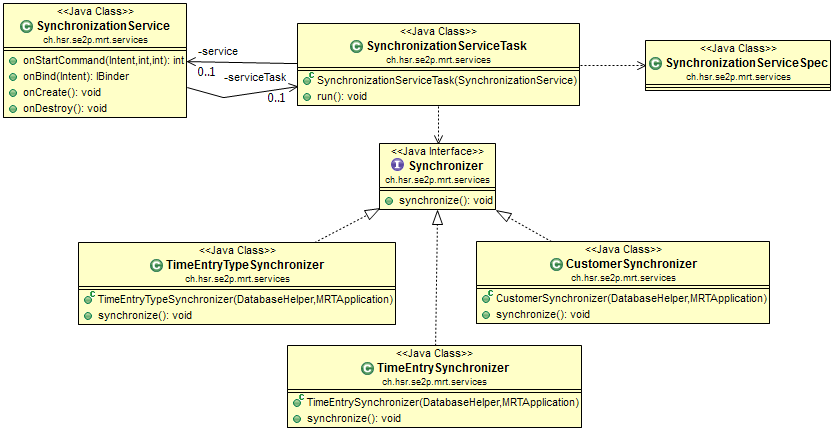 <<Java Class>>
SynchronizationService
ch.hsr.se2p.mrt.services
onStartCommand(Intent,int,int): int
onBind(Intent): IBinder
onCreate(): void
onDestroy(): void
-service
0..1
-serviceTask
0..1
<<Java Class>>
SynchronizationServiceTask
ch.hsr.se2p.mrt.services
SynchronizationServiceTask(SynchronizationService)
run(): void
<<Java Class>>
SynchronizationServiceSpec
ch.hsr.se2p.mrt.services
<<Java Interface>>
Synchronizer
ch.hsr.se2p.mrt.services
synchronize(): void
<<Java Class>>
TimeEntryTypeSynchronizer
ch.hsr.se2p.mrt.services
TimeEntryTypeSynchronizer(DatabaseHelper,MRTApplication)
synchronize(): void
<<Java Class>>
CustomerSynchronizer
ch.hsr.se2p.mrt.services
CustomerSynchronizer(DatabaseHelper,MRTApplication)
synchronize(): void
<<Java Class>>
TimeEntrySynchronizer
ch.hsr.se2p.mrt.services
TimeEntrySynchronizer(DatabaseHelper,MRTApplication)
synchronize(): void